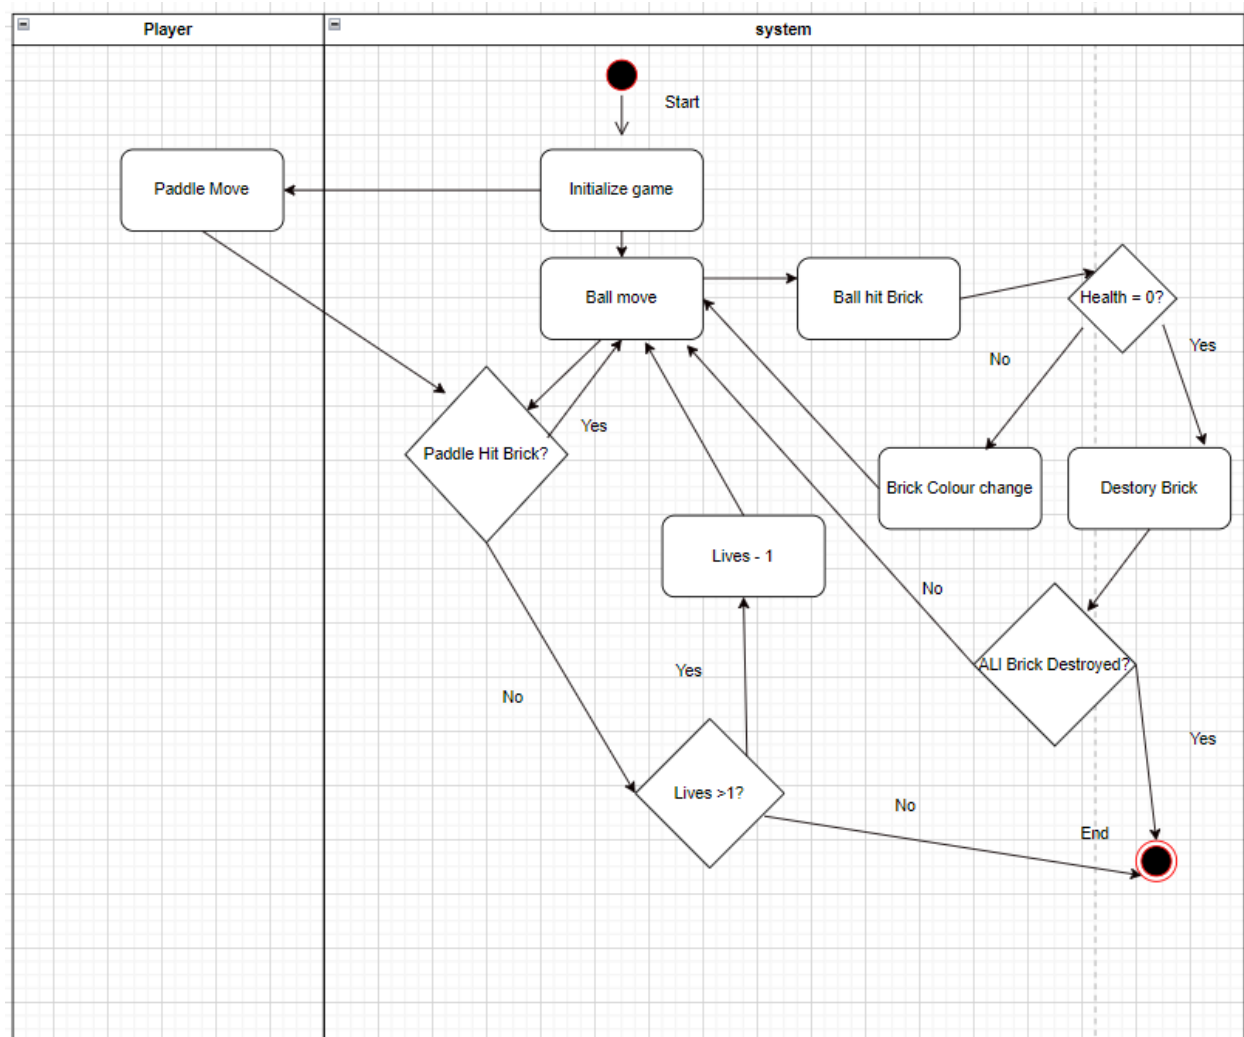 Player
system
Start
Paddle Move
Initialize game
Ball move
Ball hit Brick
Health = 0?
No
Yes
Yes
Paddle Hit Brick?
Brick Colour change
Destory Brick
Lives - 1
No
ALl Brick Destroyed?
Yes
No
Yes
Lives >1?
No
End